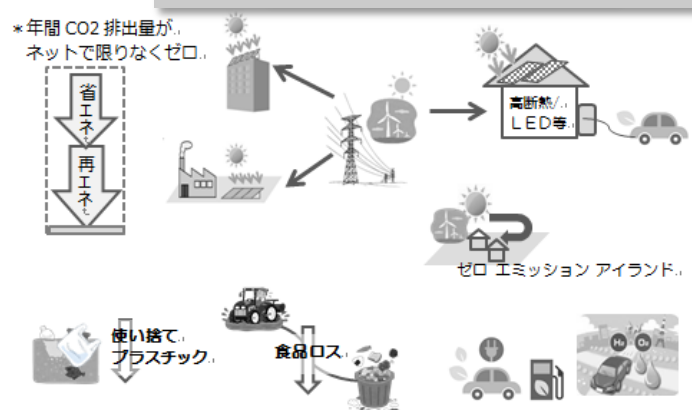 *年間 CO2 排出量が
ネットで限りなくゼロ
省エネ
再エネ
高断熱/
LED等
ゼロ エミッション アイランド
使い捨て
プラスチック
食品ロス
H₂ O₂